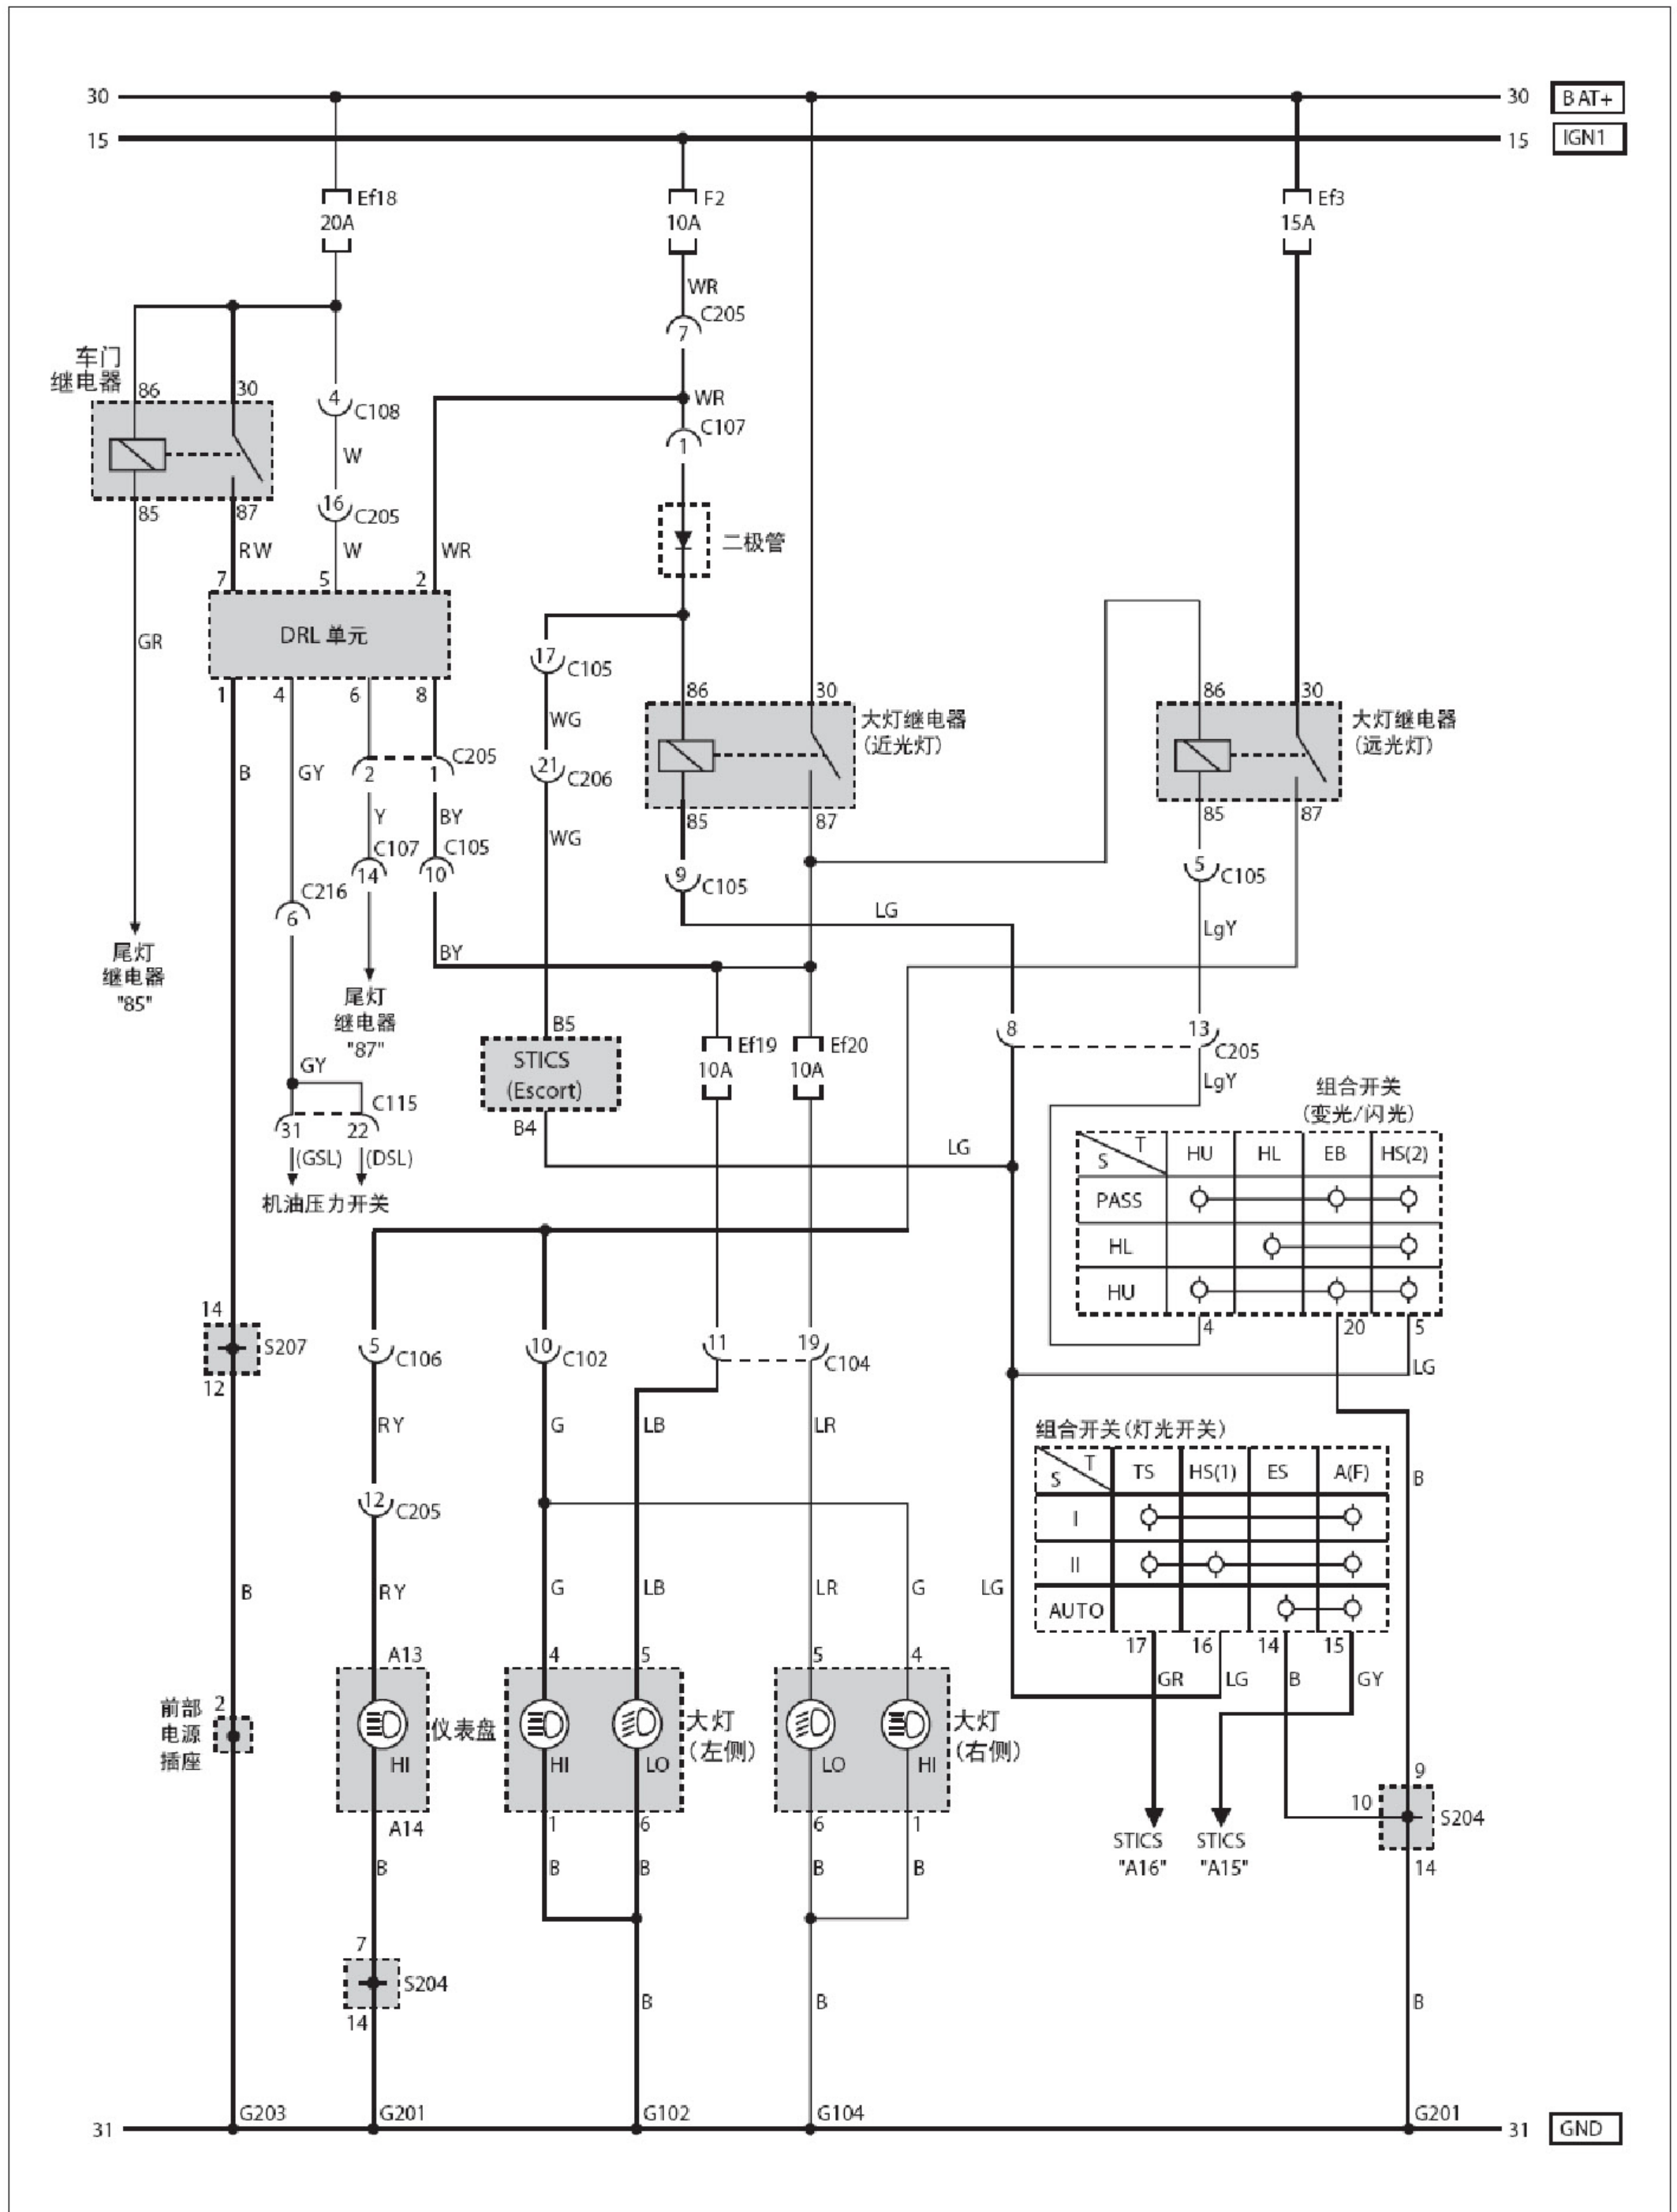 30
30
BAT+
15
15
IGN1
Ef18
20A
F2
10A
Ef3
15A
WR
C205
7
车门
继电器
86
30
4
C108
WR
C107
1
W
16
C205
85
87
二极管
RW
W
WR
7
5
2
DRL 单元
GR
17
C105
1
4
6
8
86
30
86
30
WG
大灯继电器
(近光灯)
大灯继电器
(远光灯)
B
GY
C205
2
1
21
C206
Y
BY
85
87
85
87
WG
C107
C105
14
10
9
C105
5
C105
C216
6
LG
LgY
BY
尾灯
继电器
"85"
尾灯
继电器
"87"
B5
STICS
(Escort)
B4
Ef19
10A
Ef20
10A
8
13
C205
LgY
GY
C115
31
22
(GSL)
(DSL)
机油压力开关
LG
组合开关
(变光/闪光)
S
T
HU
HL
EB
HS(2)
PASS
HL
HU
4
20
5
14
S207
12
5
C106
10
C102
11
19
C104
LG
RY
G
LB
LR
组合开关(灯光开关)
S
T
TS
HS(1)
ES
A(F)
B
I
II
AUTO
12
C205
B
RY
G
LB
LR
G
LG
17
16
14
15
GR
LG
B
GY
A13
4
5
5
4
前部
电源
插座
2
仪表盘
HI
HI
LO
大灯
(左侧)
LO
HI
大灯
(右侧)
A14
1
6
6
1
STICS
"A16"
STICS
"A15"
9
10
S204
14
B
B
B
B
B
7
S204
14
B
B
B
G203
G201
G102
G104
G201
31
31
GND